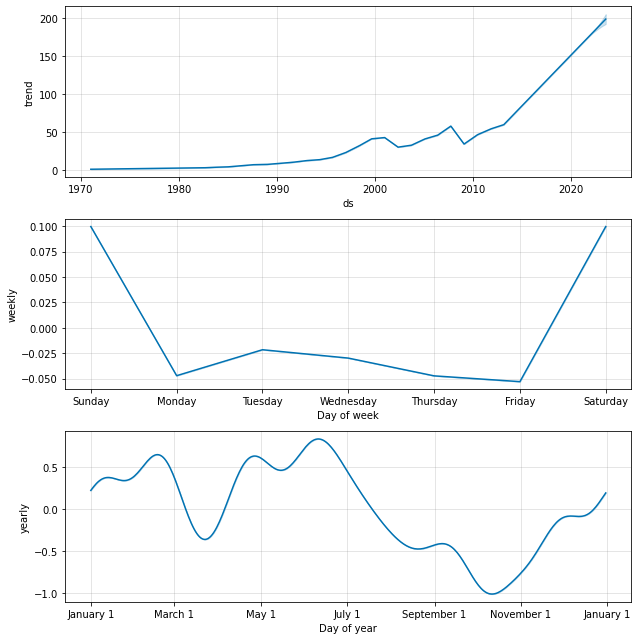 200
150
100
50
0
trend
1970 1980 1990 2000 2010 2020
ds
0.100
0.075
0.050
0.025
0.000
−0.025
−0.050
weekly
Sunday Monday Tuesday Wednesday Thursday Friday Saturday
Day of week
0.5
0.0
−0.5
−1.0
yearly
January 1 March 1 May 1 July 1 September 1 November 1 January 1
Day of year